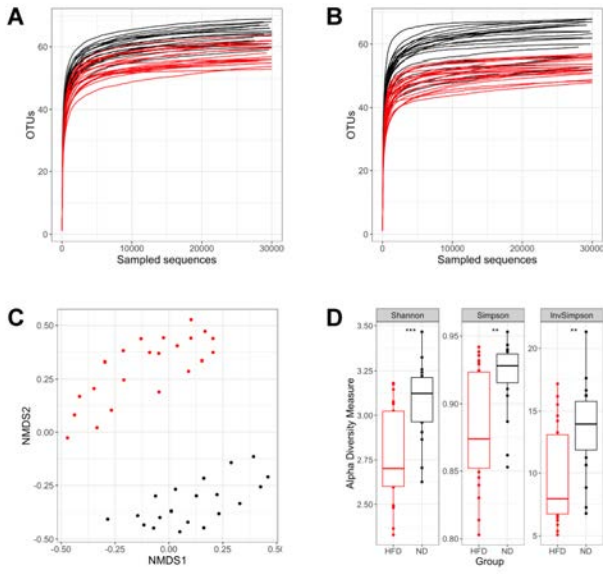 A
60
40
20
0
OTUs
0
10000
20000
30000
Sampled sequences
B
60
40
20
0
OTUs
0
10000
20000
30000
Sampled sequences
C
0.50
0.25
0.00
-0.25
-0.50
NMDS2
-0.50
-0.25
0.00
0.25
0.50
NMDS1
D
Shannon
Simpson
InvSimpson
***
**
**
Alpha Diversity Measure
3.50
3.25
3.00
2.75
2.50
0.95
0.90
0.85
0.80
20
15
10
5
HFD ND
HFD ND
HFD ND
Group